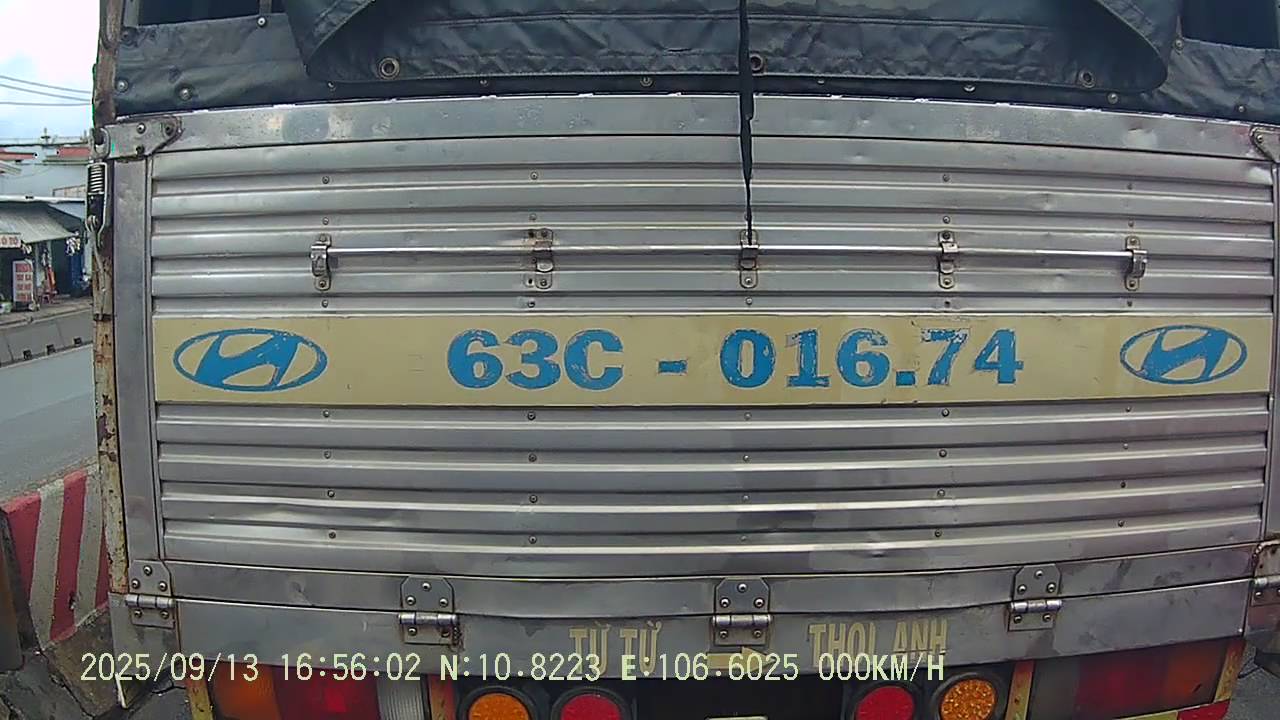 63C - 016.74
TỪ TỪ THOI ANH
2025/09/13 16:56:02 N:10.8223 E:106.6025 000KM/H